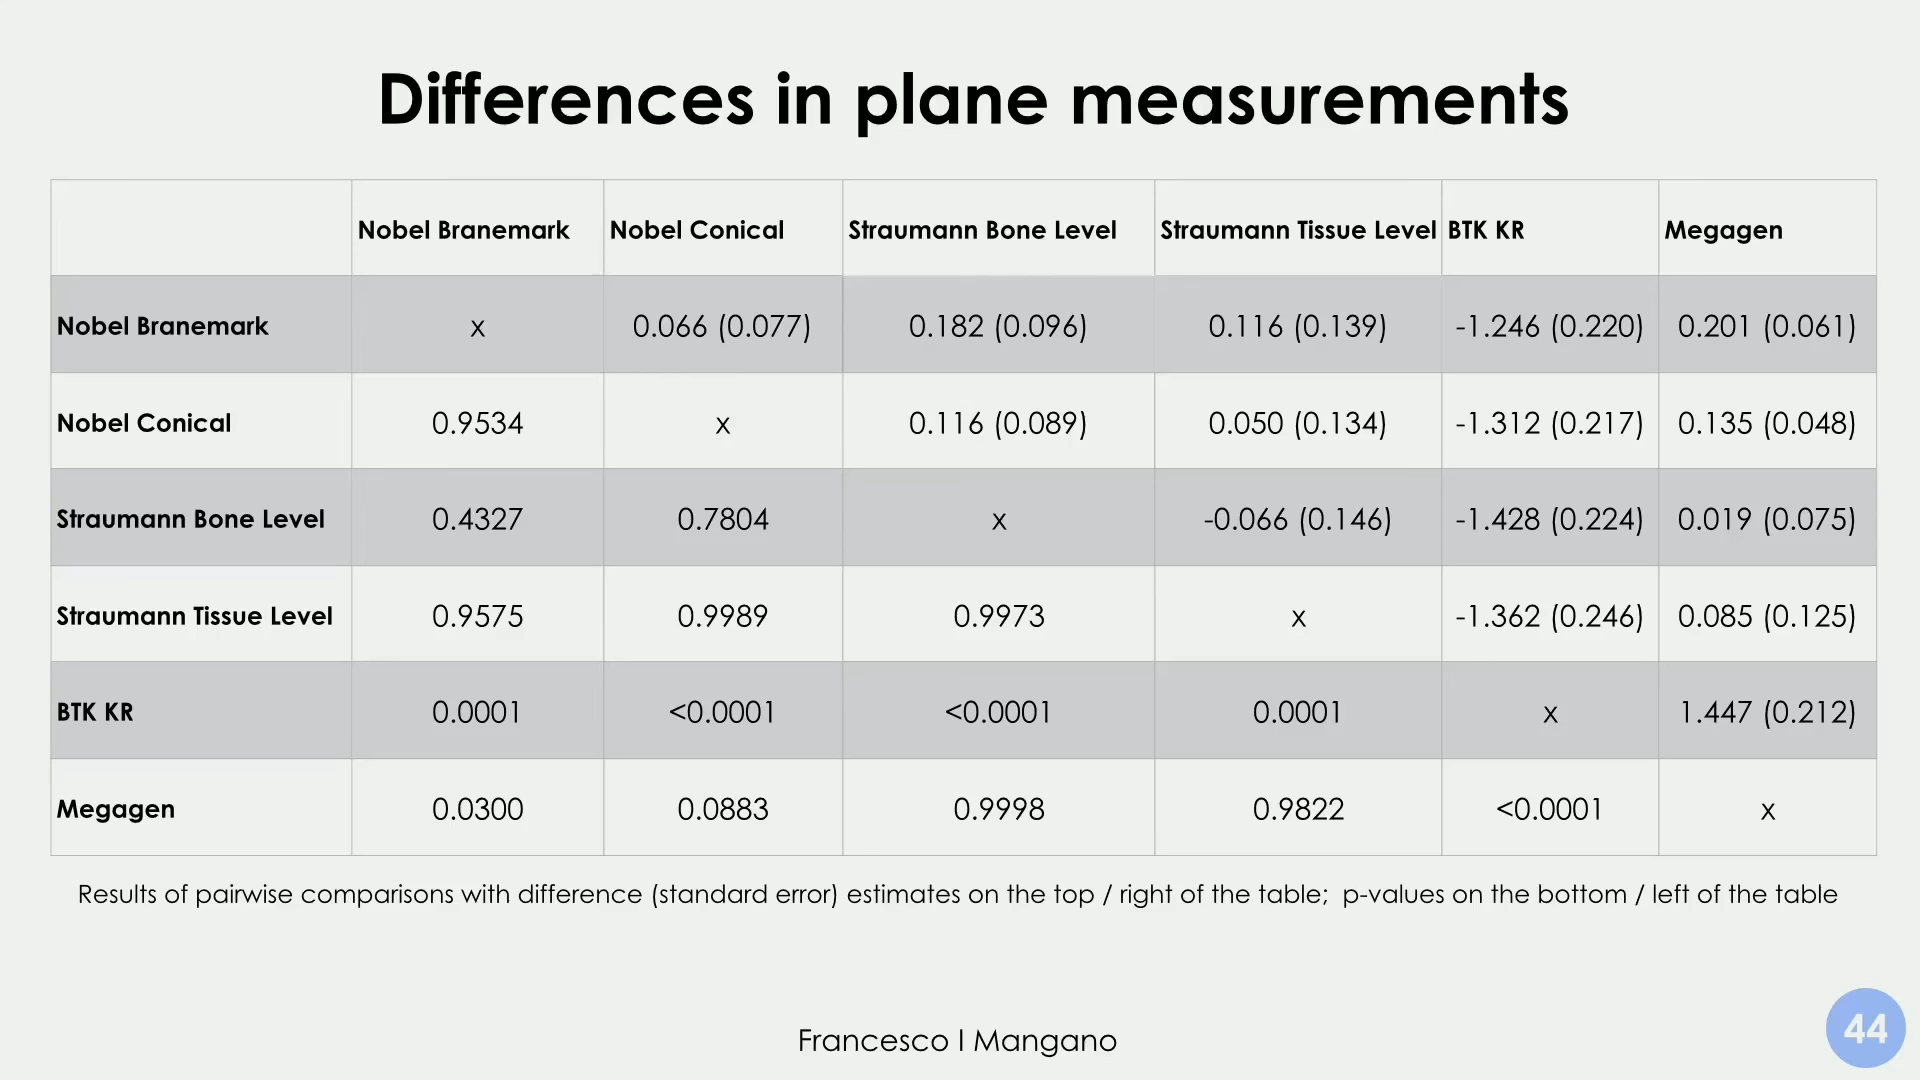 Differences in plane measurements
Nobel Branemark Nobel Conical Straumann Bone Level Straumann Tissue Level BTK KR Megagen
Nobel Branemark x 0.066 (0.077) 0.182 (0.096) 0.116 (0.139) -1.246 (0.220) 0.201 (0.061)
Nobel Conical 0.9534 x 0.116 (0.089) 0.050 (0.134) -1.312 (0.217) 0.135 (0.048)
Straumann Bone Level 0.4327 0.7804 x -0.066 (0.146) -1.428 (0.224) 0.019 (0.075)
Straumann Tissue Level 0.9575 0.9989 0.9973 x -1.362 (0.246) 0.085 (0.125)
BTK KR 0.0001 <0.0001 <0.0001 0.0001 x 1.447 (0.212)
Megagen 0.0300 0.0883 0.9998 0.9822 <0.0001 x
Results of pairwise comparisons with difference (standard error) estimates on the top / right of the table; p-values on the bottom / left of the table
Francesco I Mangano
44